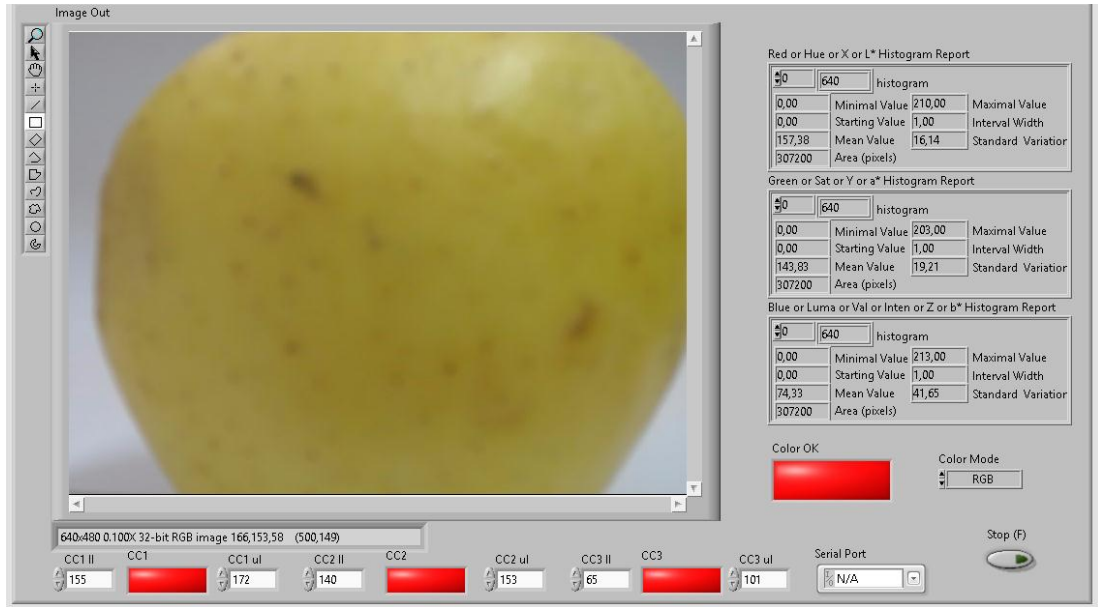 Image Out
Red or Hue or X or L* Histogram Report
0 640 histogram
0,00 Minimal Value 210,00 Maximal Value
0,00 Starting Value 1,00 Interval Width
157,38 Mean Value 16,14 Standard Variation
307200 Area (pixels)
Green or Sat or Y or a* Histogram Report
0 640 histogram
0,00 Minimal Value 203,00 Maximal Value
0,00 Starting Value 1,00 Interval Width
143,83 Mean Value 19,21 Standard Variation
307200 Area (pixels)
Blue or Luma or Val or Inten or Z or b* Histogram Report
0 640 histogram
0,00 Minimal Value 213,00 Maximal Value
0,00 Starting Value 1,00 Interval Width
74,33 Mean Value 41,65 Standard Variation
307200 Area (pixels)
Color OK
Color Mode
RGB
640x480 0.100X 32-bit RGB image 166,153,58 (500,149)
Stop (F)
CC1 ll CC1 CC1 ul CC2 ll CC2 CC2 ul CC3 ll CC3 CC3 ul Serial Port
155 172 140 153 65 101 N/A